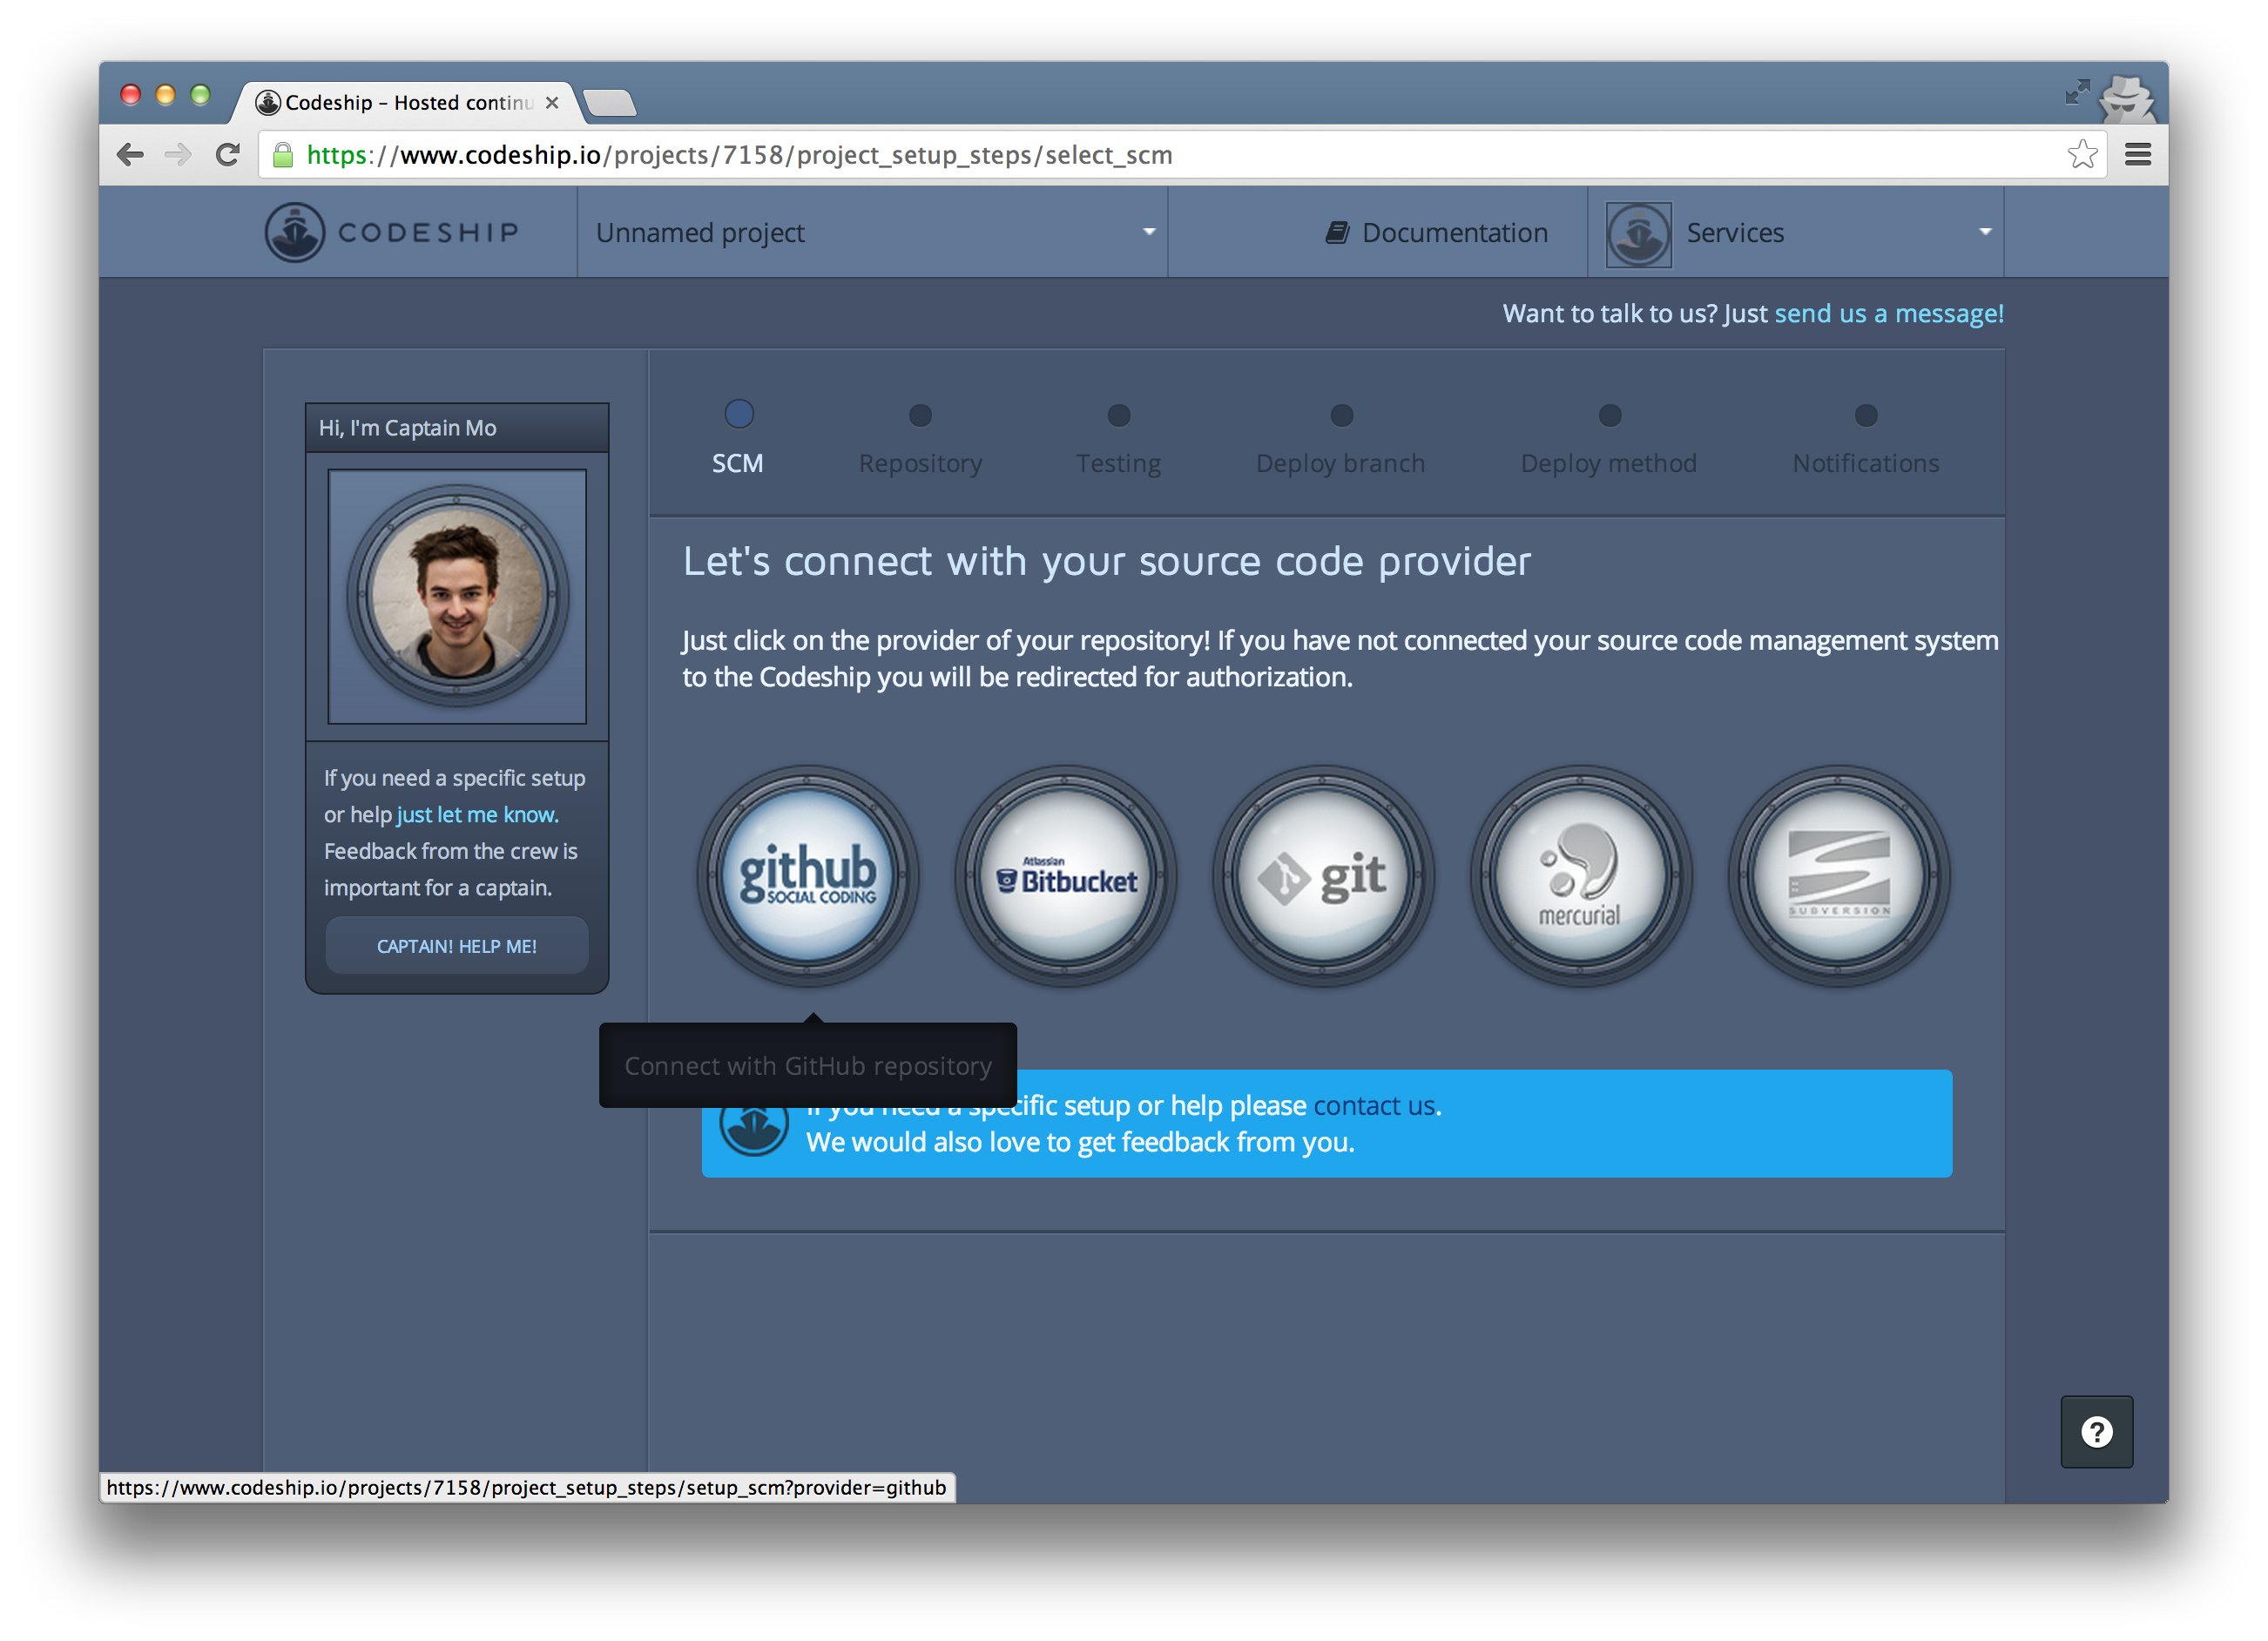 Codeship – Hosted continu
https://www.codeship.io/projects/7158/project_setup_steps/select_scm
CODESHIP
Unnamed project
Documentation
Services
Want to talk to us? Just send us a message!
Hi, I'm Captain Mo
If you need a specific setup
or help just let me know.
Feedback from the crew is
important for a captain.
CAPTAIN! HELP ME!
SCM
Repository
Testing
Deploy branch
Deploy method
Notifications
Let's connect with your source code provider
Just click on the provider of your repository! If you have not connected your source code management system
to the Codeship you will be redirected for authorization.
github
SOCIAL CODING
Atlassian
Bitbucket
git
mercurial
SUBVERSION
Connect with GitHub repository
If you need a specific setup or help please contact us.
We would also love to get feedback from you.
?
https://www.codeship.io/projects/7158/project_setup_steps/setup_scm?provider=github